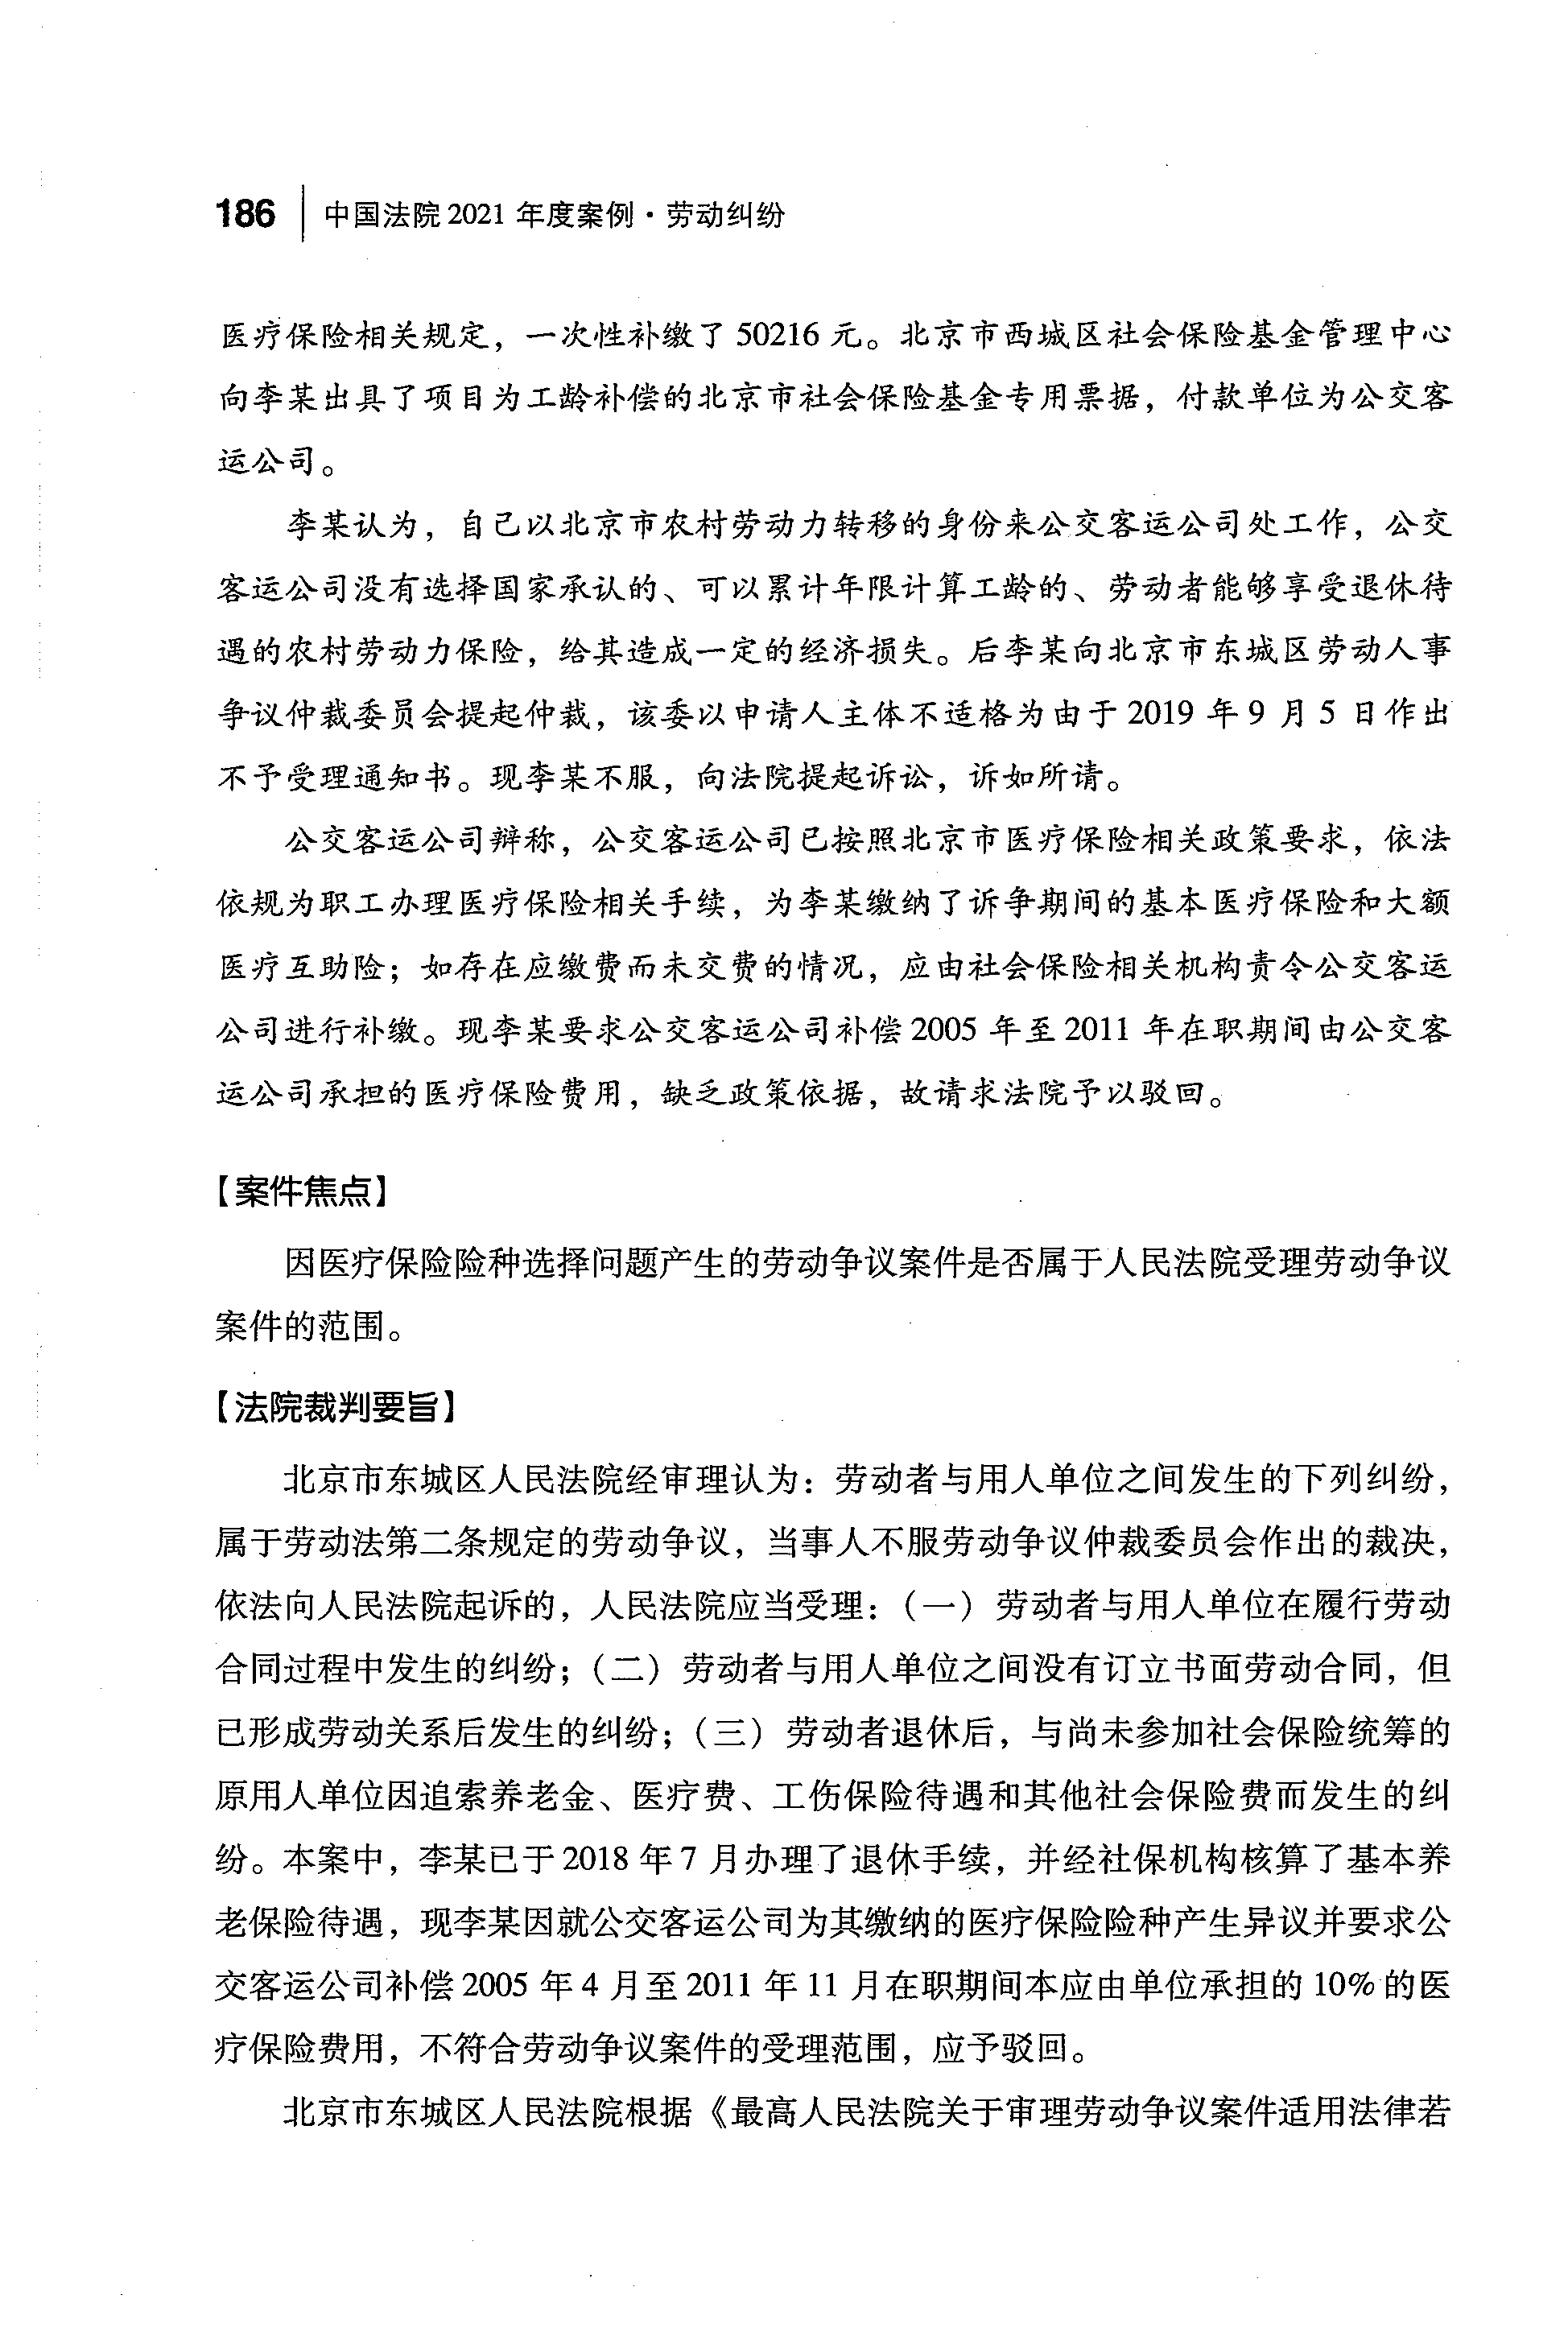 186 中国法院2021年度案例·劳动纠纷
医疗保险相关规定，一次性补缴了50216元。北京市西城区社会保险基金管理中心
向李某出具了项目为工龄补偿的北京市社会保险基金专用票据，付款单位为公交客
运公司。
李某认为，自己以北京市农村劳动力转移的身份来公交客运公司处工作，公交
客运公司没有选择国家承认的、可以累计年限计算工龄的、劳动者能够享受退休待
遇的农村劳动力保险，给其造成一定的经济损失。后李某向北京市东城区劳动人事
争议仲裁委员会提起仲裁，该委以申请人主体不适格为由于2019年9月5日作出
不予受理通知书。现李某不服，向法院提起诉讼，诉如所请。
公交客运公司辩称，公交客运公司已按照北京市医疗保险相关政策要求，依法
依规为职工办理医疗保险相关手续，为李某缴纳了诉争期间的基本医疗保险和大额
医疗互助险；如存在应缴费而未交费的情况，应由社会保险相关机构责令公交客运
公司进行补缴。现李某要求公交客运公司补偿2005年至2011年在职期间由公交客
运公司承担的医疗保险费用，缺乏政策依据，故请求法院予以驳回。
【案件焦点】
因医疗保险险种选择问题产生的劳动争议案件是否属于人民法院受理劳动争议
案件的范围。
【法院裁判要旨】
北京市东城区人民法院经审理认为：劳动者与用人单位之间发生的下列纠纷，
属于劳动法第二条规定的劳动争议，当事人不服劳动争议仲裁委员会作出的裁决，
依法向人民法院起诉的，人民法院应当受理：（一）劳动者与用人单位在履行劳动
合同过程中发生的纠纷；（二）劳动者与用人单位之间没有订立书面劳动合同，但
已形成劳动关系后发生的纠纷；（三）劳动者退休后，与尚未参加社会保险统筹的
原用人单位因追索养老金、医疗费、工伤保险待遇和其他社会保险费而发生的纠
纷。本案中，李某已于2018年7月办理了退休手续，并经社保机构核算了基本养
老保险待遇，现李某因就公交客运公司为其缴纳的医疗保险险种产生异议并要求公
交客运公司补偿2005年4月至2011年11月在职期间本应由单位承担的10%的医
疗保险费用，不符合劳动争议案件的受理范围，应予驳回。
北京市东城区人民法院根据《最高人民法院关于审理劳动争议案件适用法律若